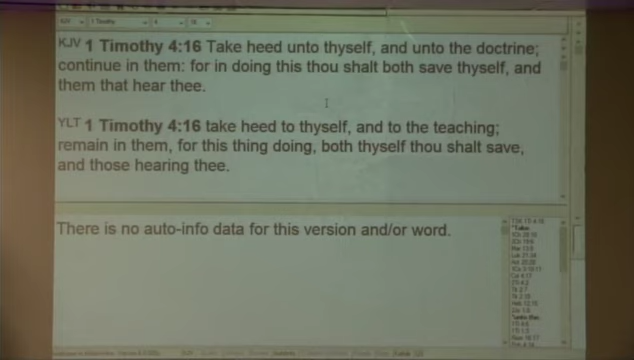 KJV 1 Timothy 4:16 Take heed unto thyself, and unto the doctrine;
continue in them: for in doing this thou shalt both save thyself, and
them that hear thee.
YLT 1 Timothy 4:16 take heed to thyself, and to the teaching;
remain in them, for this thing doing, both thyself thou shalt save,
and those hearing thee.
There is no auto-info data for this version and/or word.